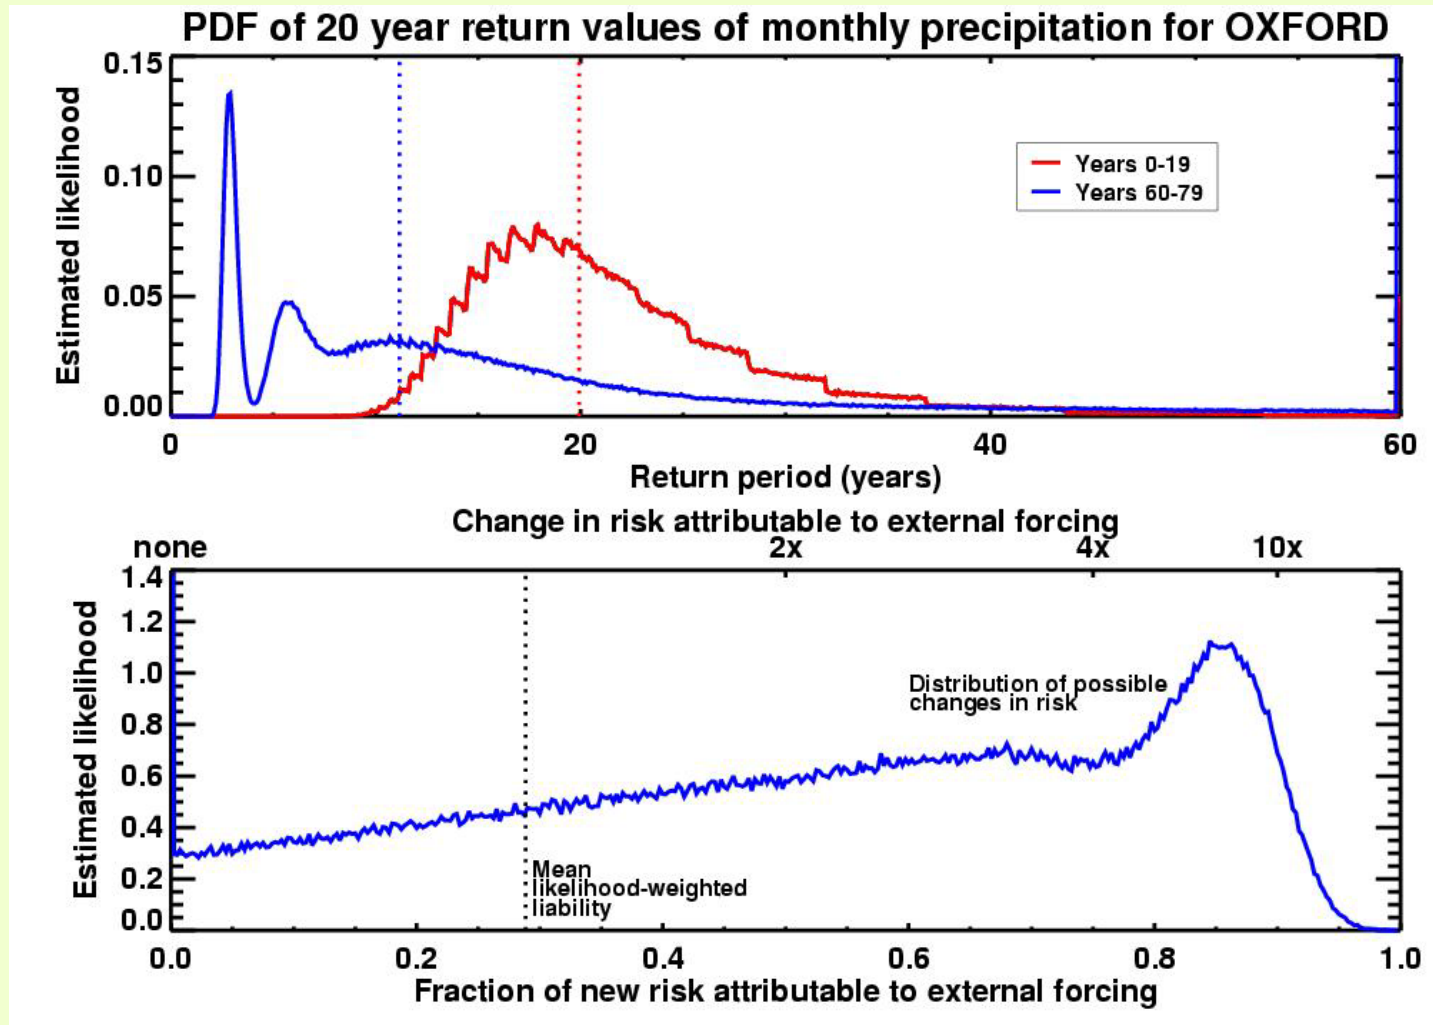 PDF of 20 year return values of monthly precipitation for OXFORD
0.15
0.10
0.05
0.00
Estimated likelihood
Years 0-19
Years 60-79
0 20 40 60
Return period (years)
Change in risk attributable to external forcing
none 2x 4x 10x
1.4
1.2
1.0
0.8
0.6
0.4
0.2
0.0
Estimated likelihood
Distribution of possible
changes in risk
Mean
likelihood-weighted
liability
0.0 0.2 0.4 0.6 0.8 1.0
Fraction of new risk attributable to external forcing